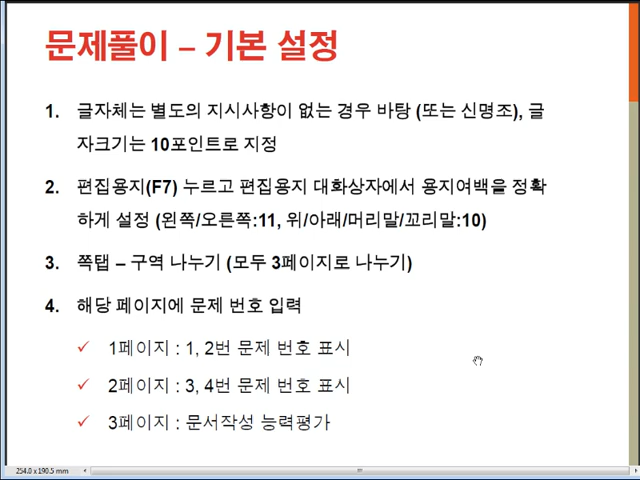 문제풀이 – 기본 설정
1. 글자체는 별도의 지시사항이 없는 경우 바탕 (또는 신명조), 글
자크기는 10포인트로 지정
2. 편집용지(F7) 누르고 편집용지 대화상자에서 용지여백을 정확
하게 설정 (왼쪽/오른쪽:11, 위/아래/머리말/꼬리말:10)
3. 쪽탭 – 구역 나누기 (모두 3페이지로 나누기)
4. 해당 페이지에 문제 번호 입력
✓ 1페이지 : 1, 2번 문제 번호 표시
✓ 2페이지 : 3, 4번 문제 번호 표시
✓ 3페이지 : 문서작성 능력평가
254.0 x 190.5 mm